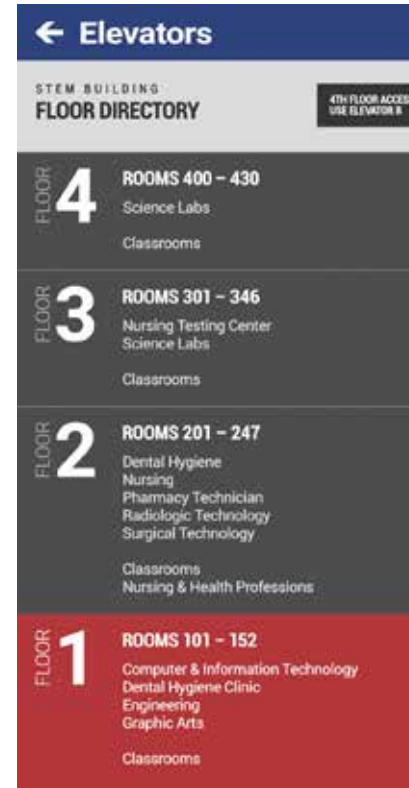 ← Elevators
STEM BUILDING
FLOOR DIRECTORY
4TH FLOOR ACCESS
USE ELEVATOR B
FLOOR 4
ROOMS 400 – 430
Science Labs
Classrooms
FLOOR 3
ROOMS 301 – 346
Nursing Testing Center
Science Labs
Classrooms
FLOOR 2
ROOMS 201 – 247
Dental Hygiene
Nursing
Pharmacy Technician
Radiologic Technology
Surgical Technology
Classrooms
Nursing & Health Professions
FLOOR 1
ROOMS 101 – 152
Computer & Information Technology
Dental Hygiene Clinic
Engineering
Graphic Arts
Classrooms